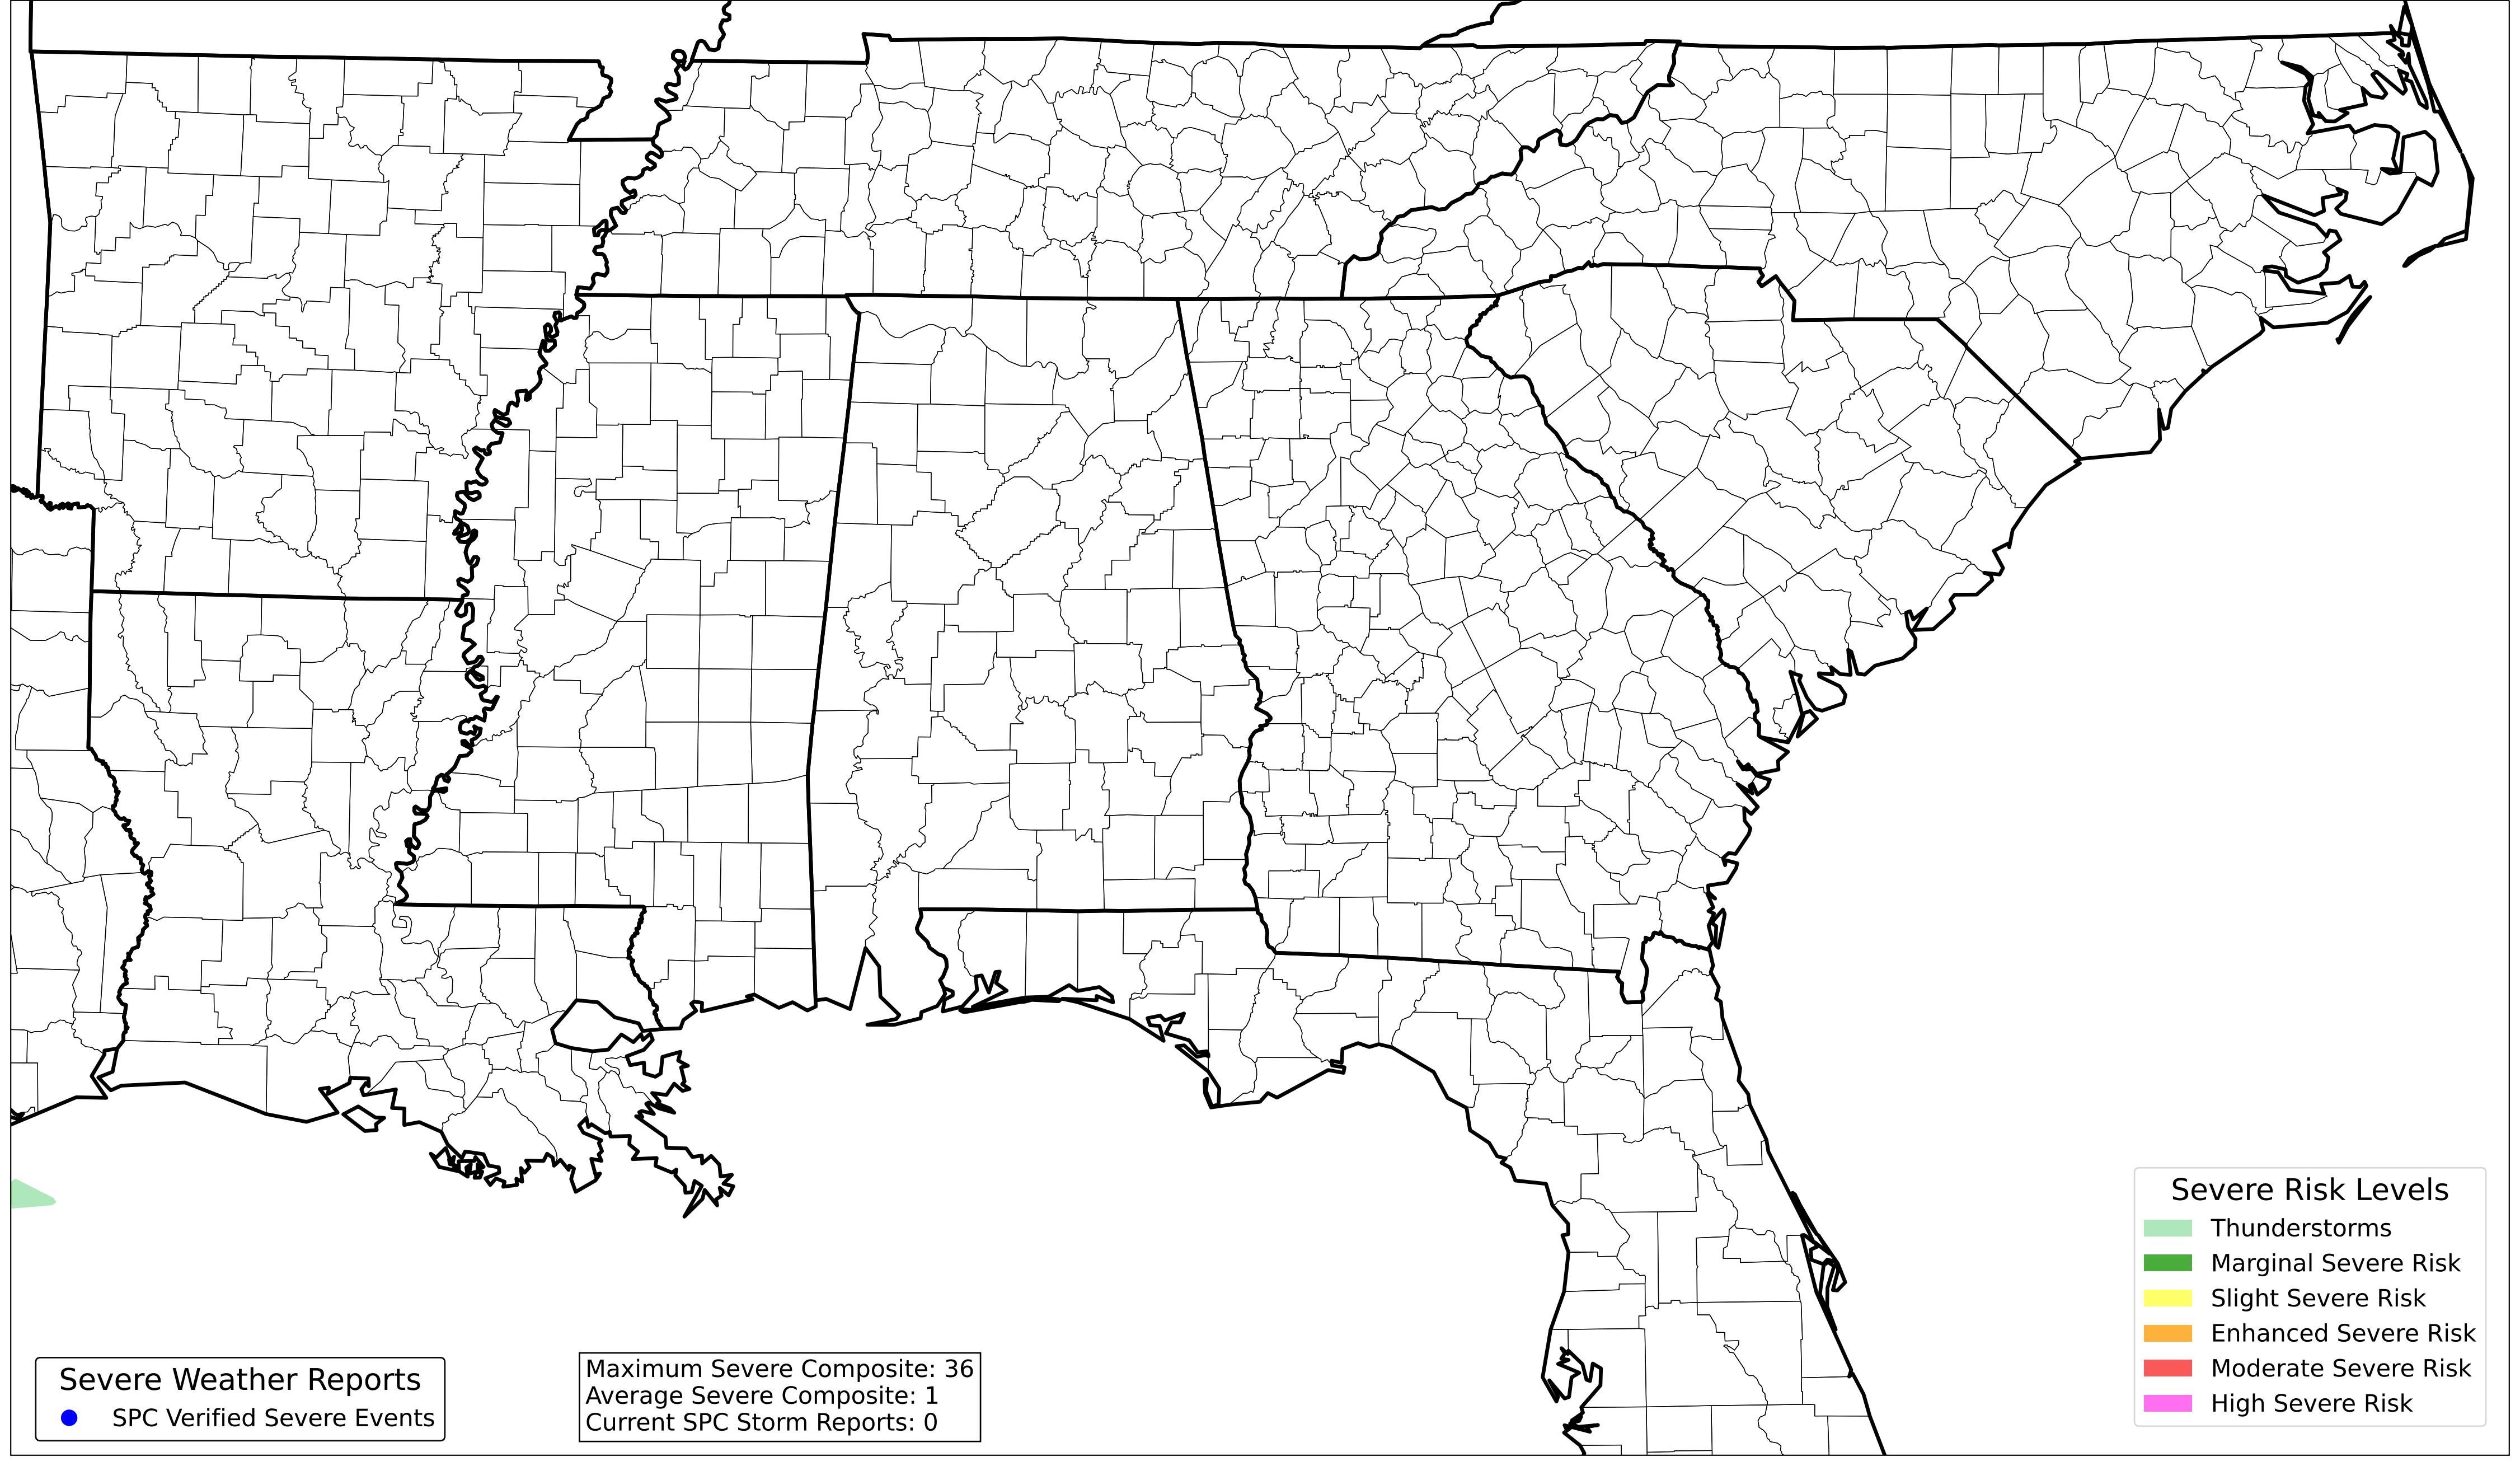 Severe Weather Reports
SPC Verified Severe Events
Maximum Severe Composite: 36
Average Severe Composite: 1
Current SPC Storm Reports: 0
Severe Risk Levels
Thunderstorms
Marginal Severe Risk
Slight Severe Risk
Enhanced Severe Risk
Moderate Severe Risk
High Severe Risk